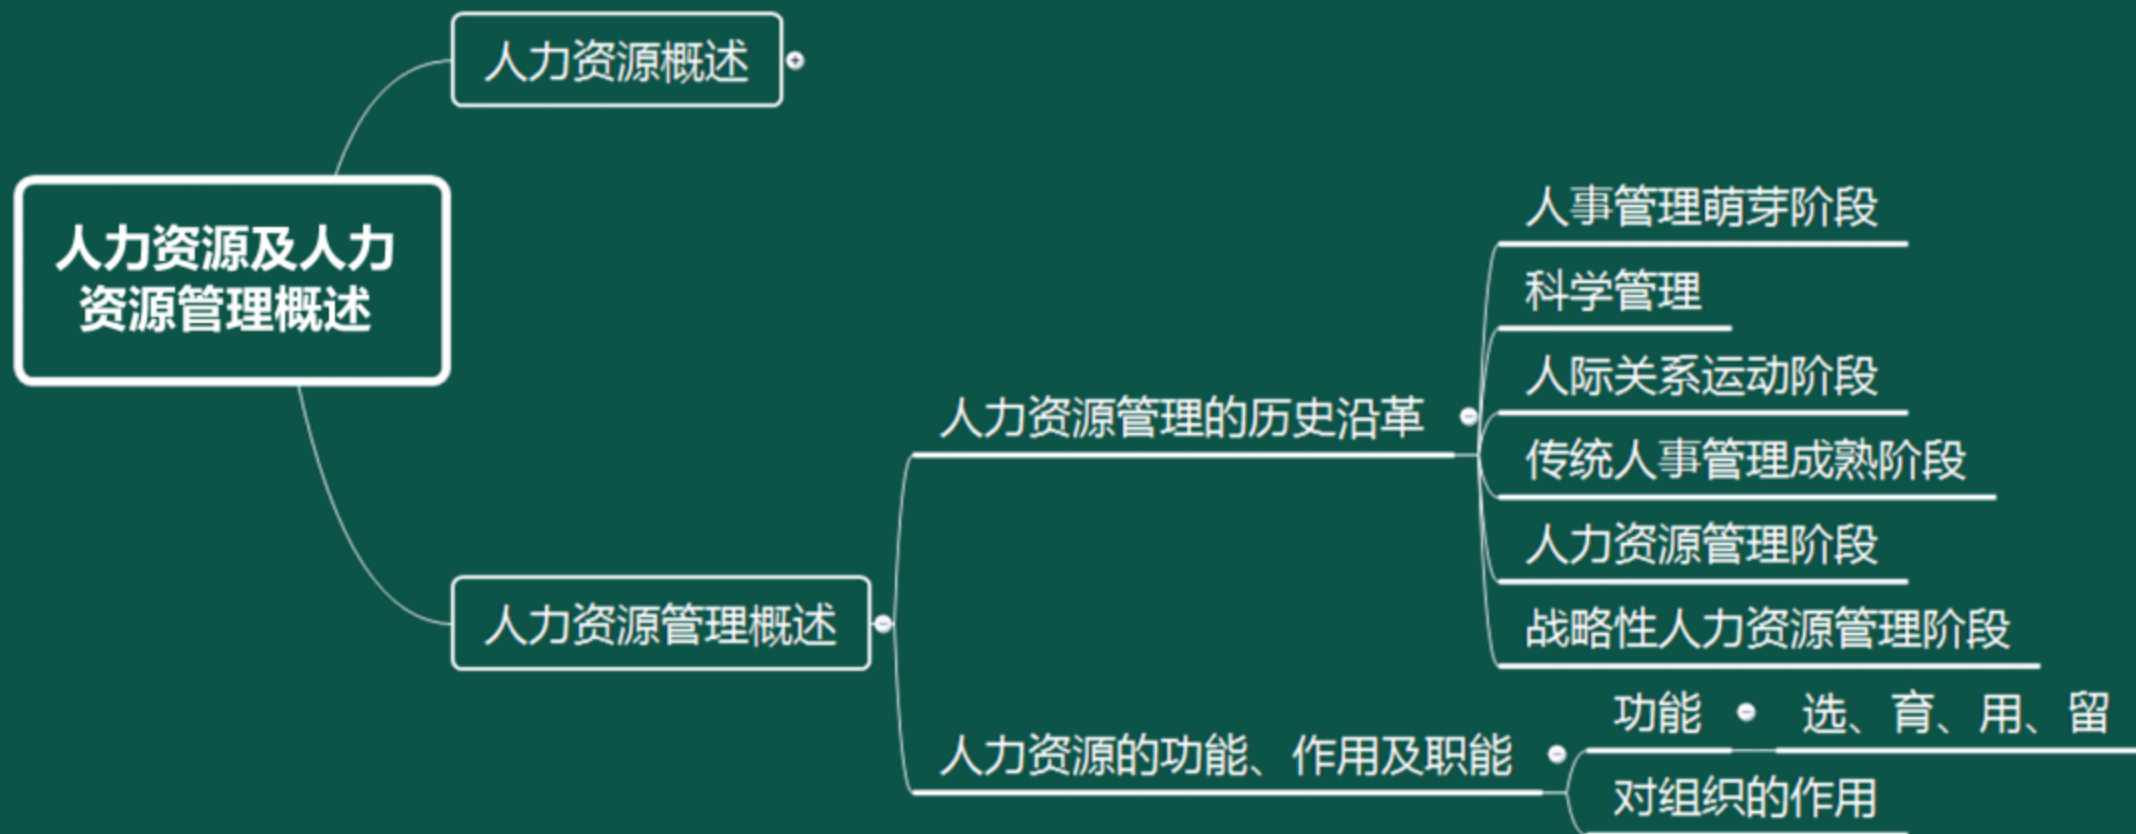 人力资源概述
人力资源及人力
资源管理概述
人事管理萌芽阶段
科学管理
人际关系运动阶段
人力资源管理的历史沿革
传统人事管理成熟阶段
人力资源管理阶段
人力资源管理概述
战略性人力资源管理阶段
功能
选、育、用、留
人力资源的功能、作用及职能
对组织的作用